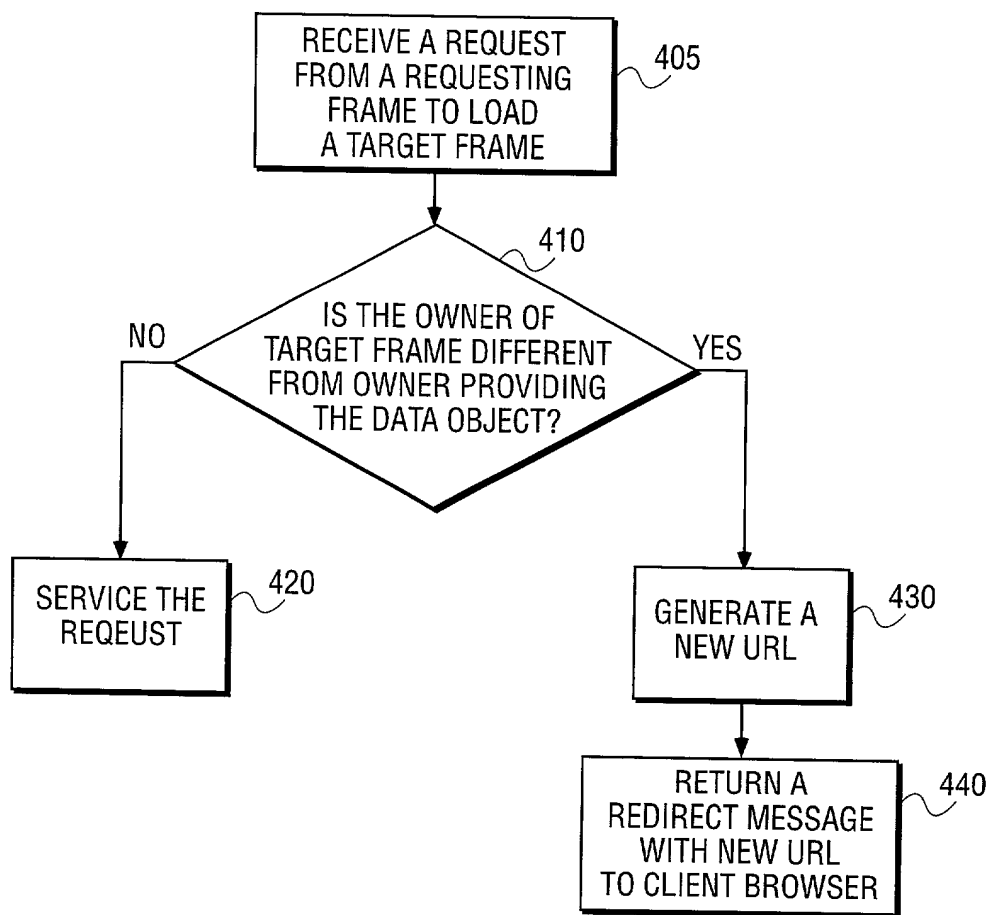 RECEIVE A REQUEST
FROM A REQUESTING
FRAME TO LOAD
A TARGET FRAME
405
410
IS THE OWNER OF
TARGET FRAME DIFFERENT
FROM OWNER PROVIDING
THE DATA OBJECT?
NO
YES
SERVICE THE
REQEUST
420
GENERATE A
NEW URL
430
RETURN A
REDIRECT MESSAGE
WITH NEW URL
TO CLIENT BROWSER
440